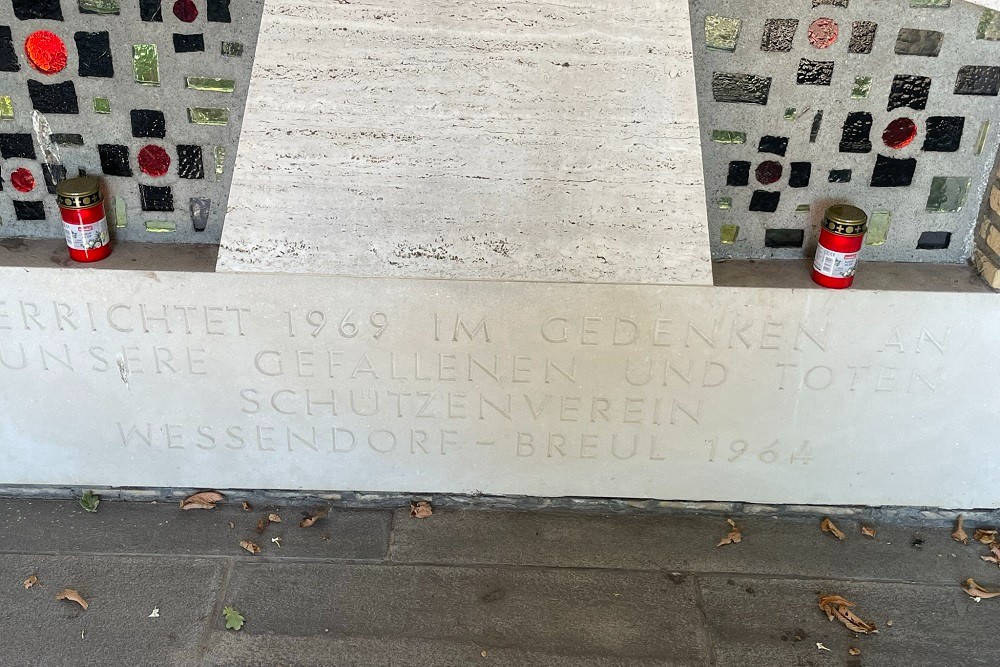 ERRICHTET 1969 IM GEDENKEN AN
UNSERE GEFALLENEN UND TOTEN
SCHÜTZENVEREIN
WESSENDORF - BREUL 1964